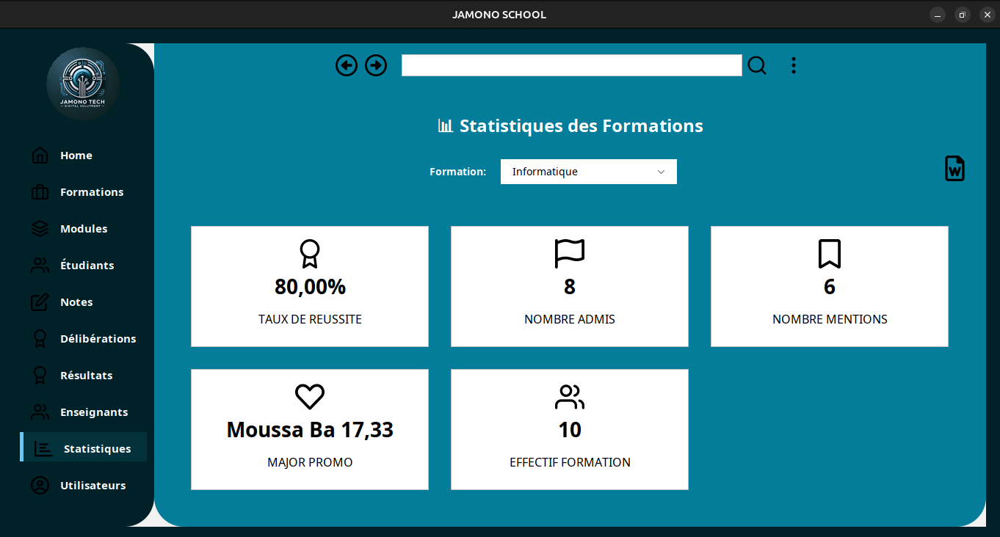 JAMONO SCHOOL
JAMONO TECH
Home
Formations
Modules
Étudiants
Notes
Délibérations
Résultats
Enseignants
Statistiques
Utilisateurs
Statistiques des Formations
Formation: Informatique
W
80,00%
TAUX DE REUSSITE
8
NOMBRE ADMIS
6
NOMBRE MENTIONS
Moussa Ba 17,33
MAJOR PROMO
10
EFFECTIF FORMATION